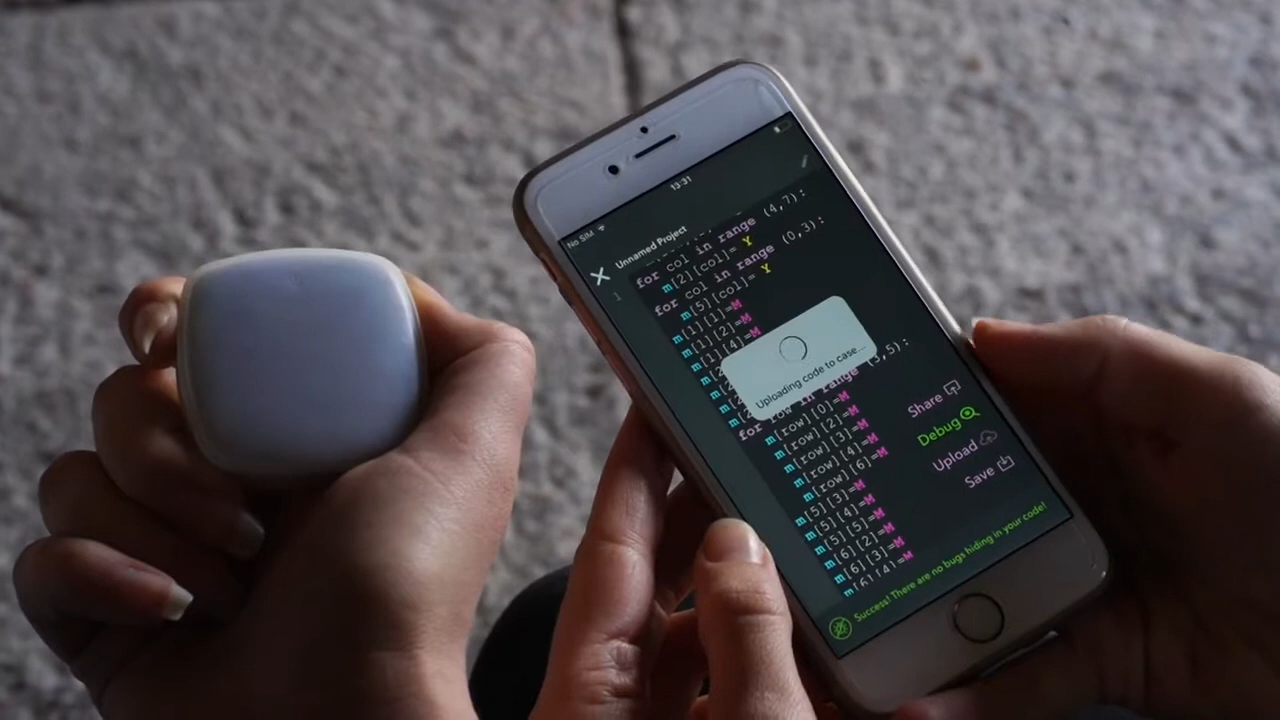 13:31
No SIM
Unnamed Project
1
for col in range (4,7):
m[2][col]= Y
for col in range (0,3):
m[5][col]= Y
m[1][1]=M
m[1][2]=M
m[1][4]=M
Uploading code to case...
for row in range (3,5):
m[row][0]=M
m[row][2]=M
m[row][3]=M
m[row][4]=M
m[row][6]=M
m[5][3]=M
m[5][4]=M
m[5][5]=M
m[6][2]=M
m[6][3]=M
m[6][4]=M
Share
Debug
Upload
Save
Success! There are no bugs hiding in your code!